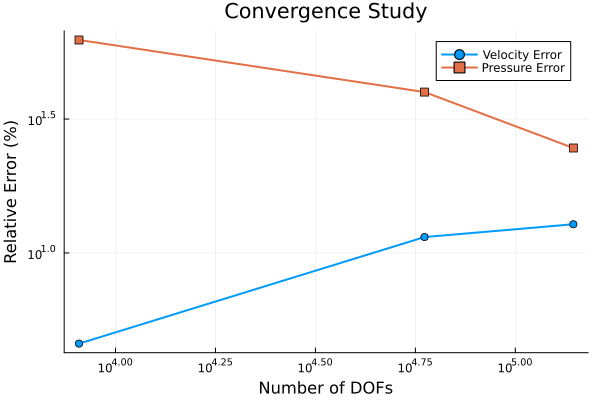 Convergence Study
Velocity Error
Pressure Error
Relative Error (%)
10^1.5
10^1.0
10^4.00
10^4.25
10^4.50
10^4.75
10^5.00
Number of DOFs